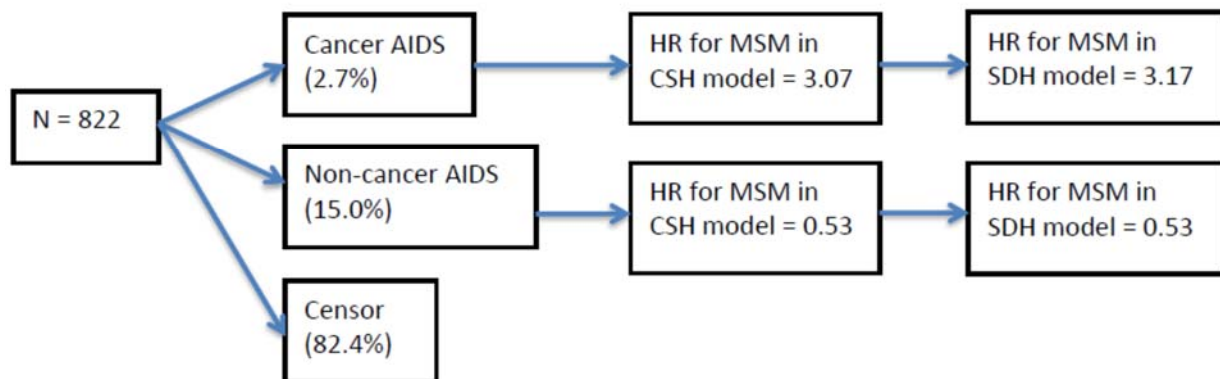 N = 822
Cancer AIDS
(2.7%)
HR for MSM in
CSH model = 3.07
HR for MSM in
SDH model = 3.17
Non-cancer AIDS
(15.0%)
HR for MSM in
CSH model = 0.53
HR for MSM in
SDH model = 0.53
Censor
(82.4%)